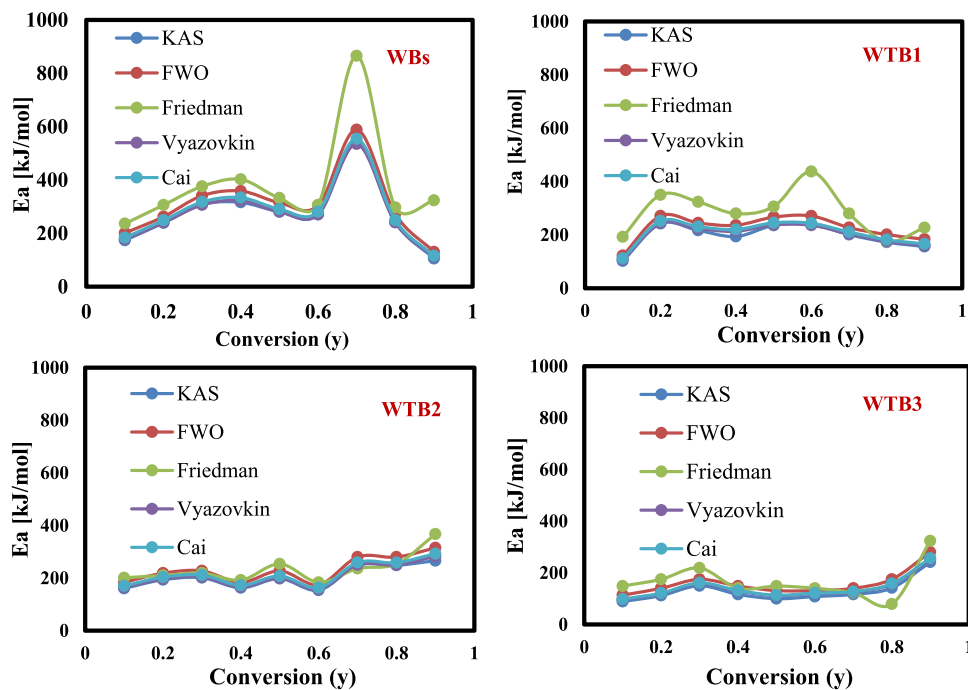 1000
800
600
400
200
0
0
0.2
0.4
0.6
0.8
1
Ea [kJ/mol]
Conversion (y)
KAS
FWO
Friedman
Vyazovkin
Cai
WBs
1000
800
600
400
200
0
0
0.2
0.4
0.6
0.8
1
Ea [kJ/mol]
Conversion (y)
KAS
FWO
Friedman
Vyazovkin
Cai
WTB1
1000
800
600
400
200
0
0
0.2
0.4
0.6
0.8
1
Ea [kJ/mol]
Conversion (y)
KAS
FWO
Friedman
Vyazovkin
Cai
WTB2
1000
800
600
400
200
0
0
0.2
0.4
0.6
0.8
1
Ea [kJ/mol]
Conversion (y)
KAS
FWO
Friedman
Vyazovkin
Cai
WTB3